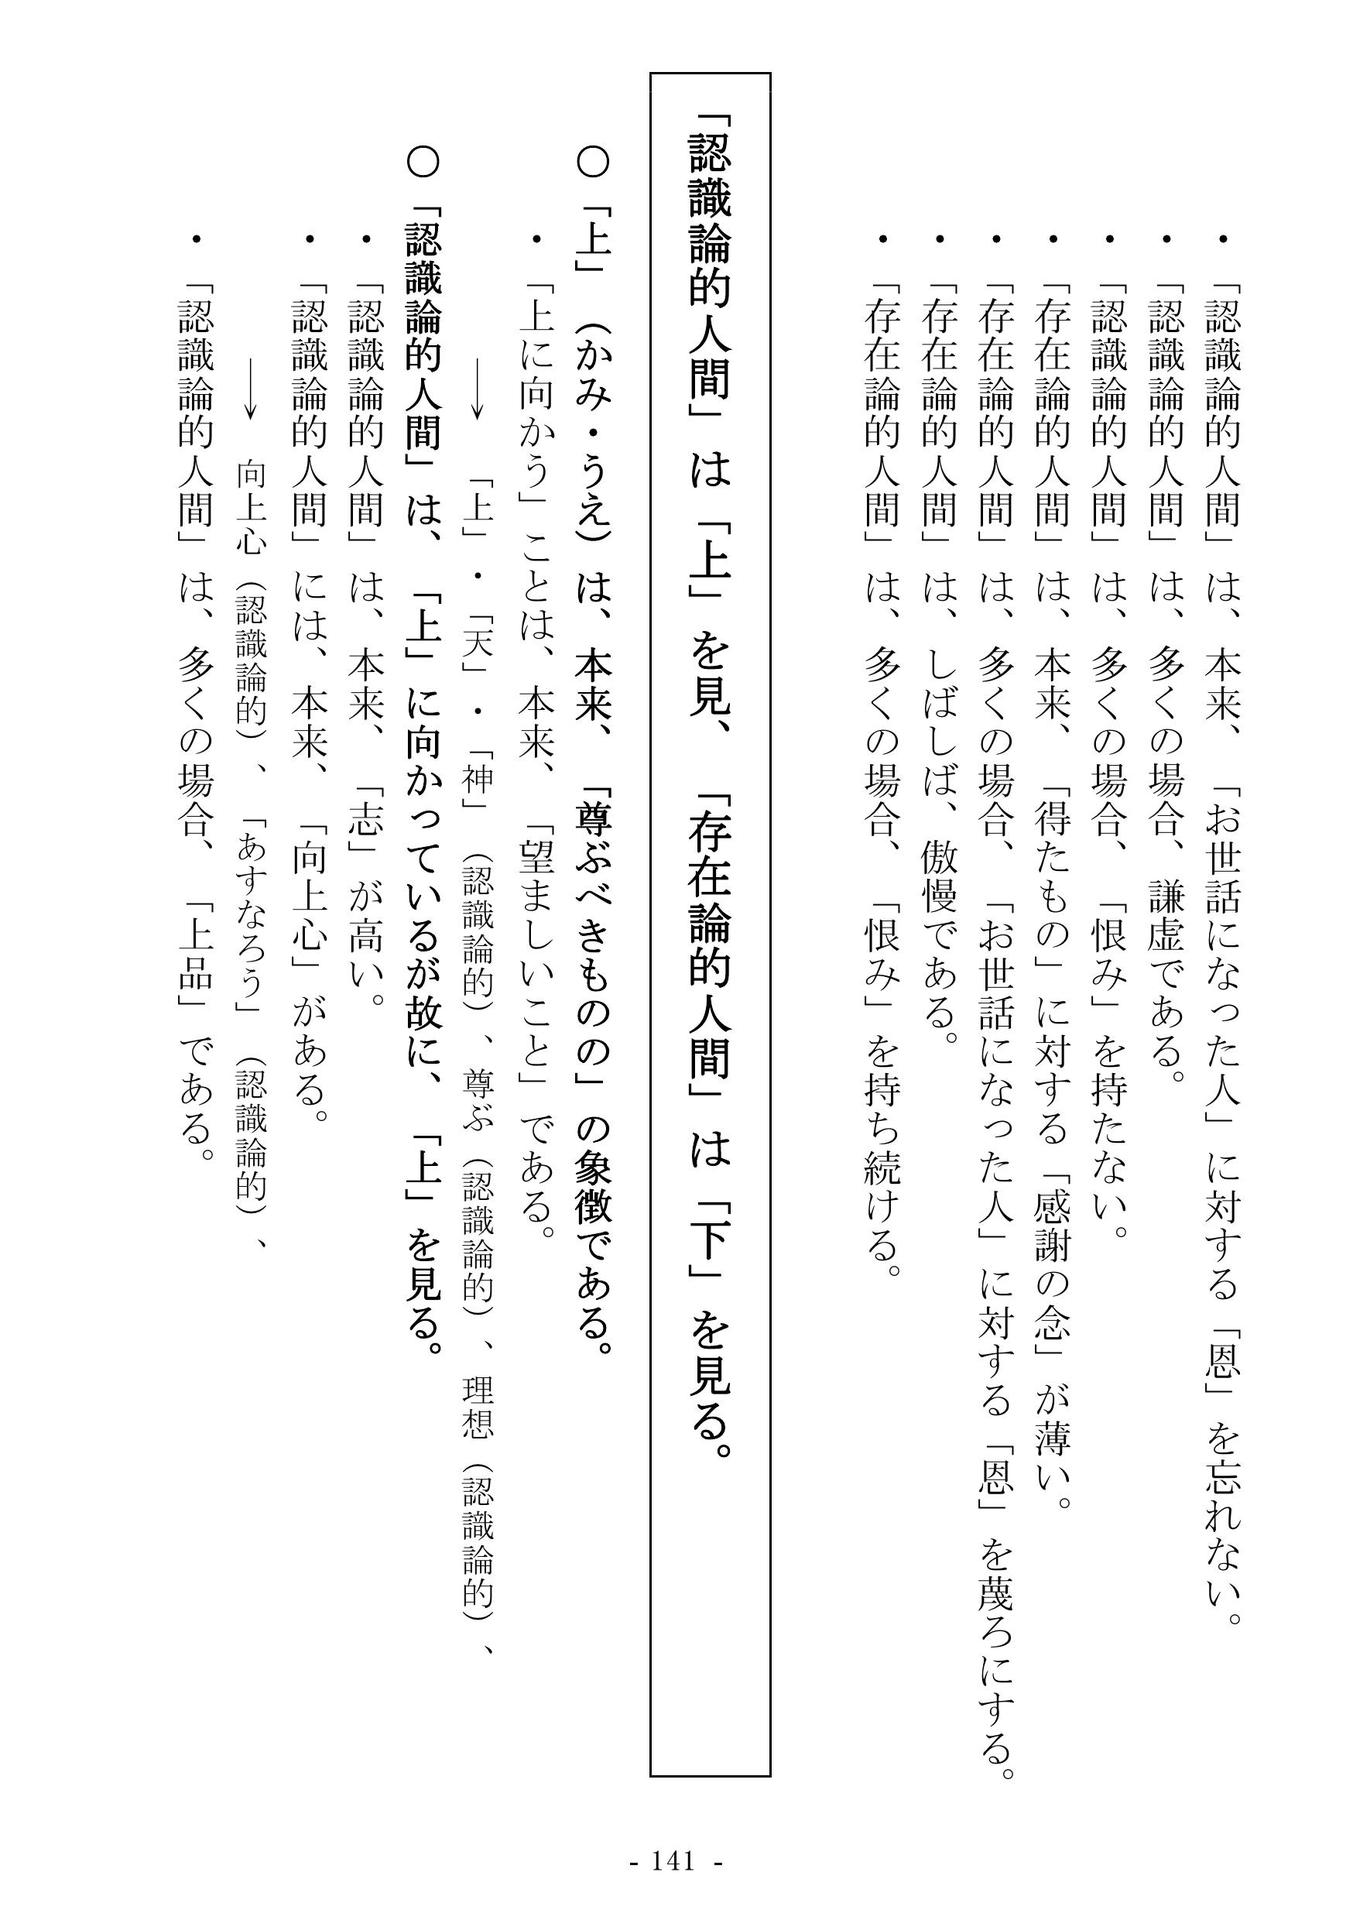 ・「認識論的人間」は、本来、「お世話になった人」に対する「恩」を忘れない。
・「認識論的人間」は、多くの場合、謙虚である。
・「認識論的人間」は、多くの場合、「恨み」を持たない。
・「存在論的人間」は、本来、「得たもの」に対する「感謝の念」が薄い。
・「存在論的人間」は、多くの場合、「お世話になった人」に対する「恩」を蔑ろにする。
・「存在論的人間」は、しばしば、傲慢である。
・「存在論的人間」は、多くの場合、「恨み」を持ち続ける。
「認識論的人間」は「上」を見、「存在論的人間」は「下」を見る。
○「上」（かみ・うえ）は、本来、「尊ぶべきものの」の象徴である。
・「上に向かう」ことは、本来、「望ましいこと」である。
→「上」・「天」・「神」（認識論的）、尊ぶ（認識論的）、理想（認識論的）、
○「認識論的人間」は、「上」に向かっているが故に、「上」を見る。
・「認識論的人間」は、本来、「志」が高い。
・「認識論的人間」には、本来、「向上心」がある。
→ 向上心（認識論的）、「あすなろう」（認識論的）、
・「認識論的人間」は、多くの場合、「上品」である。
- 141 -